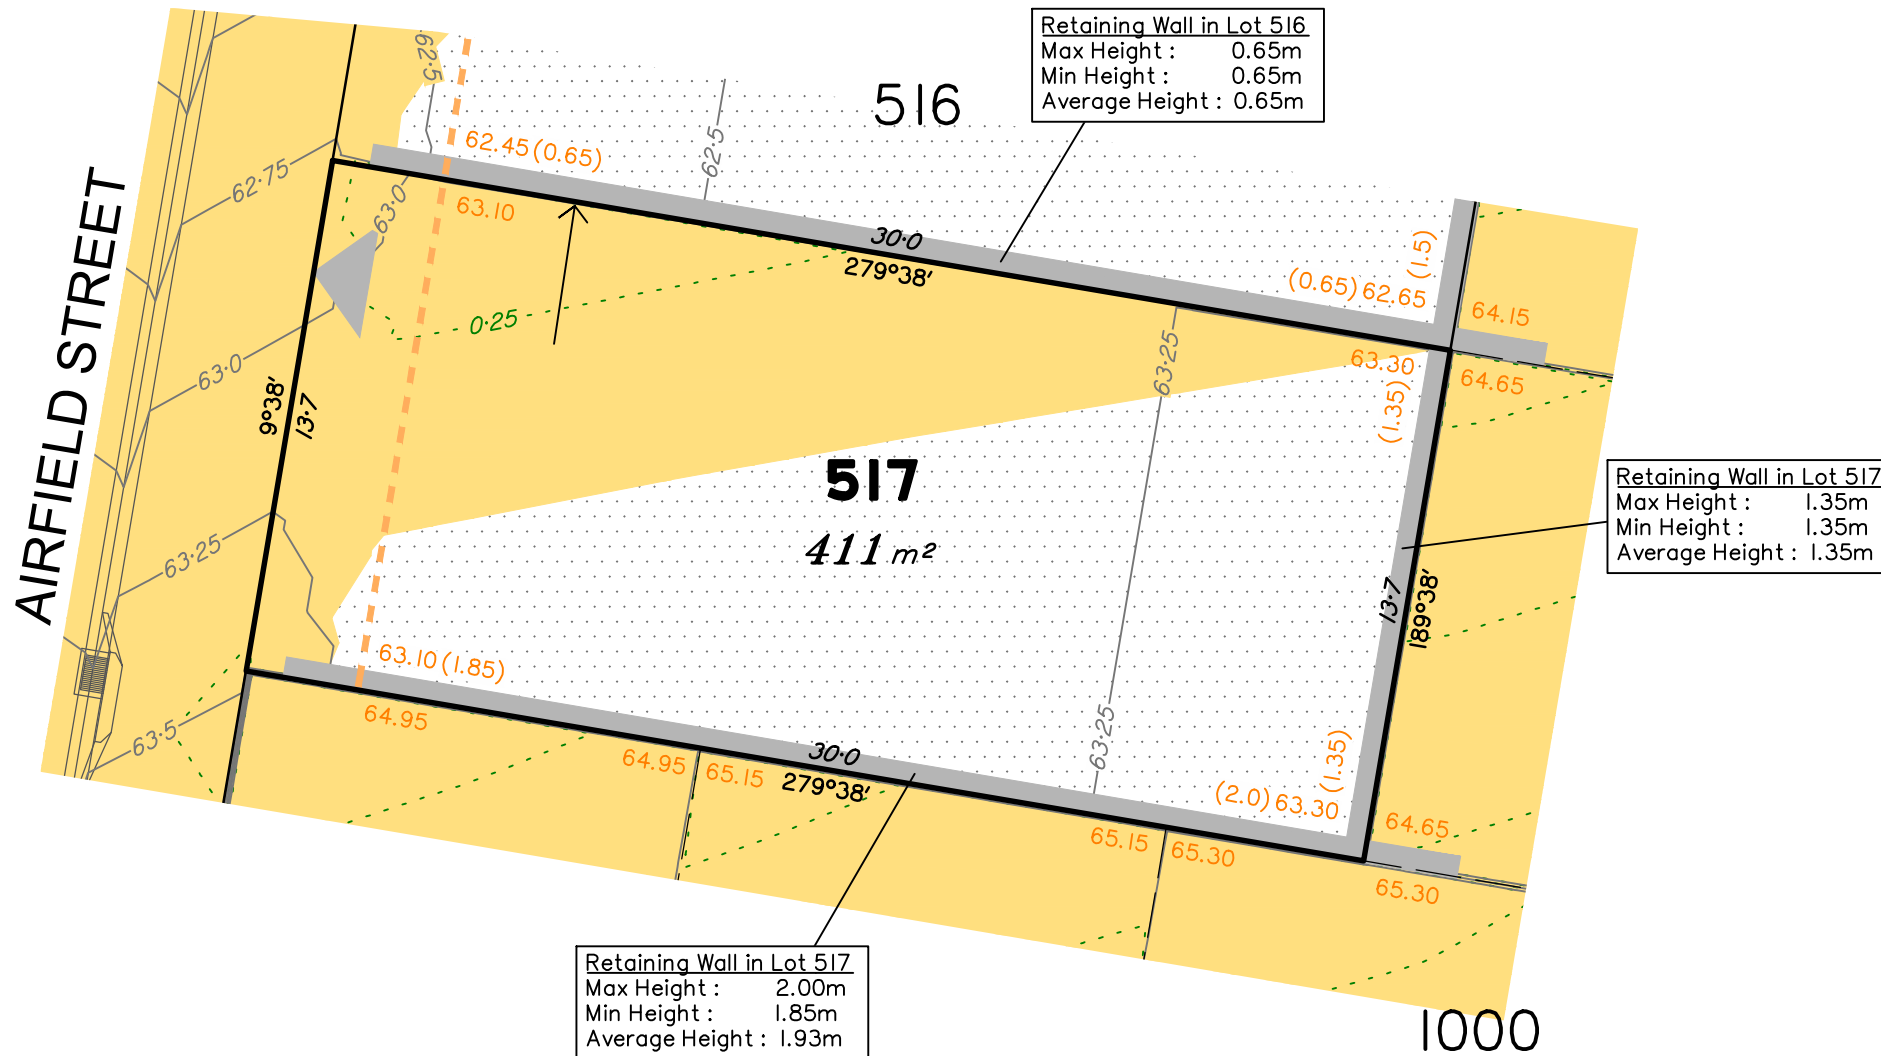 Retaining Wall in Lot 516
Max Height : 0.65m
Min Height : 0.65m
Average Height : 0.65m
516
62.5
62.5
62.45 (0.65)
62.75
63.0
63.10
30.0
279°38'
(0.65) 62.65
(1.5)
64.15
AIRFIELD STREET
0.25
63.0
63.25
63.30
(1.35)
64.65
9°38'
13.7
517
411 m²
Retaining Wall in Lot 517
Max Height : 1.35m
Min Height : 1.35m
Average Height : 1.35m
63.25
13.7
189°38'
63.10 (1.85)
64.95
63.5
64.95
65.15
30.0
279°38'
63.25
(2.0) 63.30
(1.35)
65.15
65.30
64.65
65.30
Retaining Wall in Lot 517
Max Height : 2.00m
Min Height : 1.85m
Average Height : 1.93m
1000